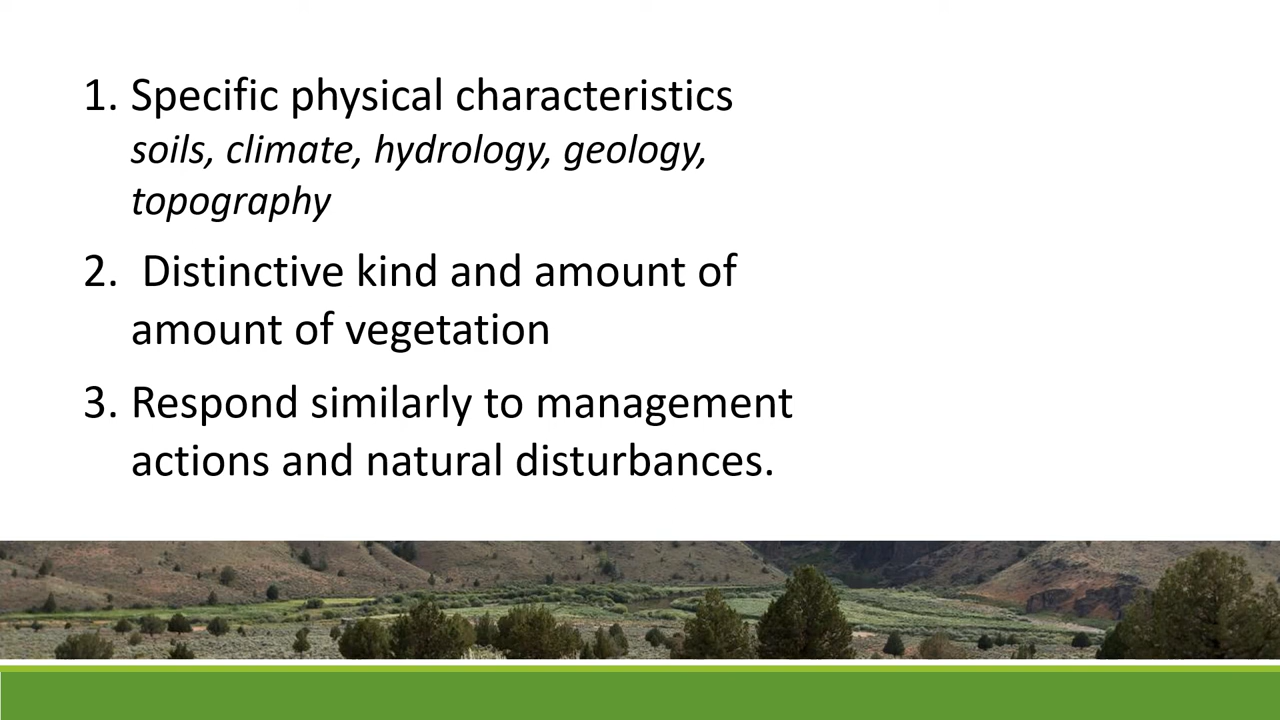 1. Specific physical characteristics
soils, climate, hydrology, geology,
topography
2. Distinctive kind and amount of
amount of vegetation
3. Respond similarly to management
actions and natural disturbances.